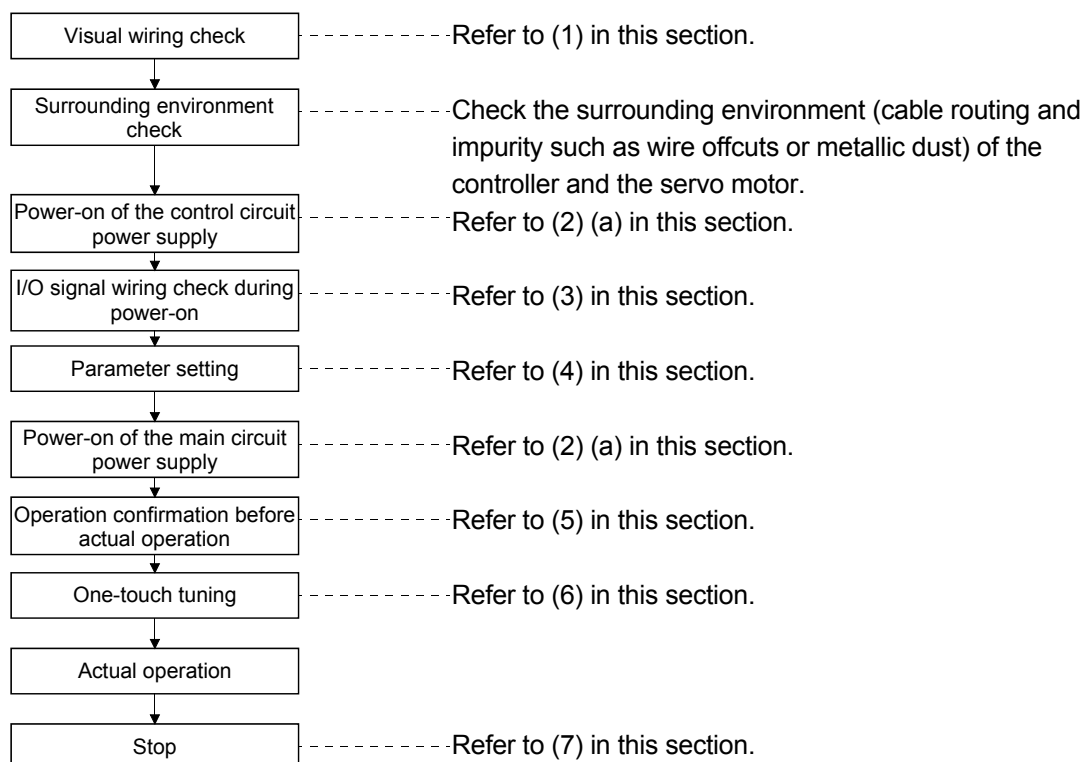 Visual wiring check
Refer to (1) in this section.
Surrounding environment
check
Check the surrounding environment (cable routing and
impurity such as wire offcuts or metallic dust) of the
controller and the servo motor.
Power-on of the control circuit
power supply
Refer to (2) (a) in this section.
I/O signal wiring check during
power-on
Refer to (3) in this section.
Parameter setting
Refer to (4) in this section.
Power-on of the main circuit
power supply
Refer to (2) (a) in this section.
Operation confirmation before
actual operation
Refer to (5) in this section.
One-touch tuning
Refer to (6) in this section.
Actual operation
Stop
Refer to (7) in this section.